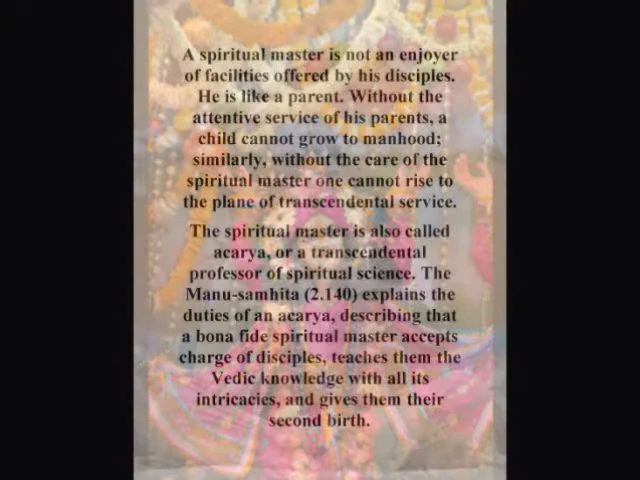 A spiritual master is not an enjoyer
of facilities offered by his disciples.
He is like a parent. Without the
attentive service of his parents, a
child cannot grow to manhood;
similarly, without the care of the
spiritual master one cannot rise to
the plane of transcendental service.
The spiritual master is also called
acarya, or a transcendental
professor of spiritual science. The
Manu-samhita (2.140) explains the
duties of an acarya, describing that
a bona fide spiritual master accepts
charge of disciples, teaches them the
Vedic knowledge with all its
intricacies, and gives them their
second birth.